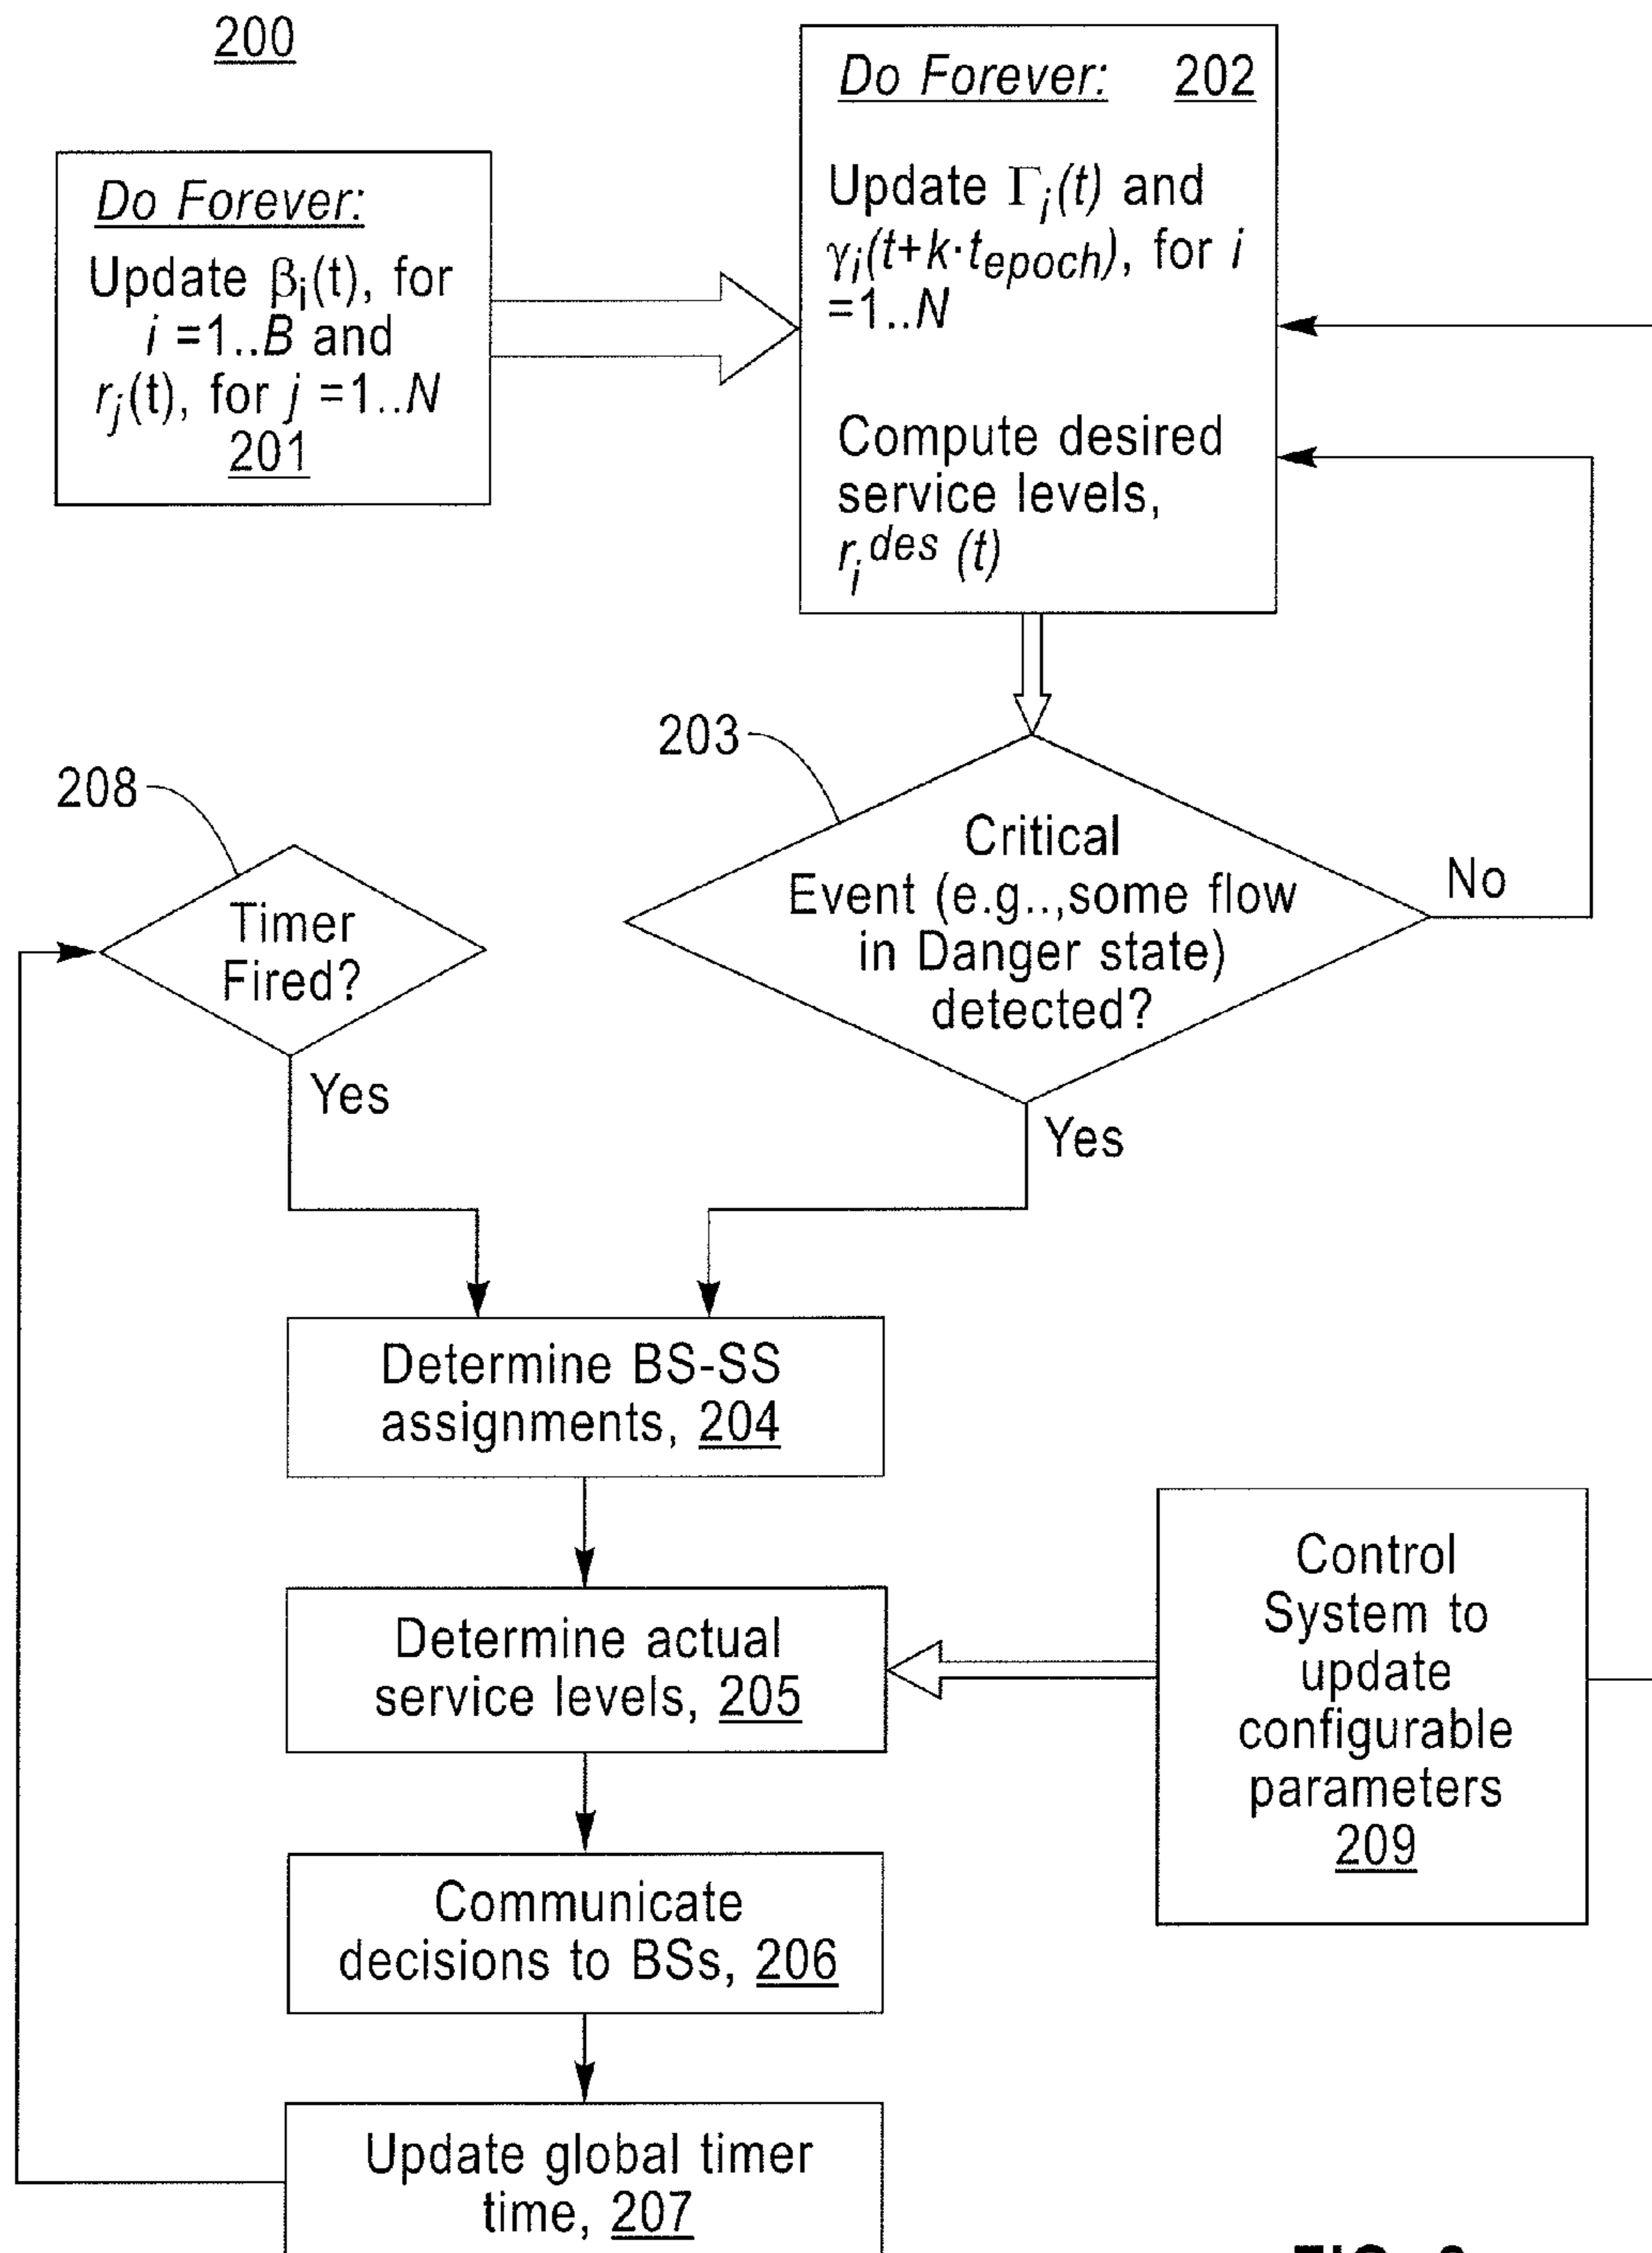 200
Do Forever: 202
Update Γi(t) and
γi(t+k·tepoch), for i
=1..N
Compute desired
service levels,
ri des (t)
Do Forever:
Update βi(t), for
i =1..B and
rj(t), for j =1..N
201
203
Critical
Event (e.g..,some flow
in Danger state)
detected?
No
Yes
208
Timer
Fired?
Yes
Determine BS-SS
assignments, 204
Determine actual
service levels, 205
Control
System to
update
configurable
parameters
209
Communicate
decisions to BSs, 206
Update global timer
time, 207